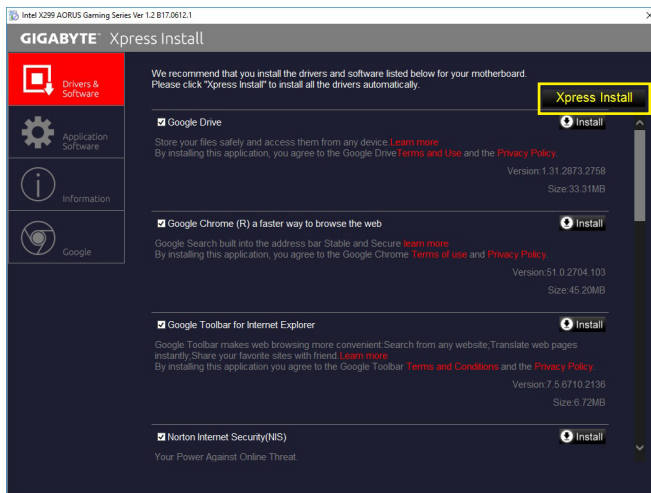 Intel X299 AORUS Gaming Series Ver 1.2 B17.0612.1
GIGABYTE™ Xpress Install
Drivers &
Software
Application
Software
Information
Google
We recommend that you install the drivers and software listed below for your motherboard.
Please click "Xpress Install" to install all the drivers automatically.
Xpress Install
Google Drive
Install
Store your files safely and access them from any device.Learn more
By installing this application, you agree to the Google DriveTerms and Use and the Privacy Policy.
Version:1.31.2873.2758
Size:33.31MB
Google Chrome (R) a faster way to browse the web
Install
Google Search built into the address bar Stable and Secure learn more
By installing this application, you agree to the Google Chrome Terms of use and Privacy Policy.
Version:51.0.2704.103
Size:45.20MB
Google Toolbar for Internet Explorer
Install
Google Toolbar makes web browsing more convenient.Search from any website;Translate web pages
instantly;Share your favorite sites with friend.Learn more
By installing this application you agree to the Google Toolbar Terms and Conditions and the Privacy Policy.
Version:7.5.6710.2136
Size:6.72MB
Norton Internet Security(NIS)
Install
Your Power Against Online Threat.